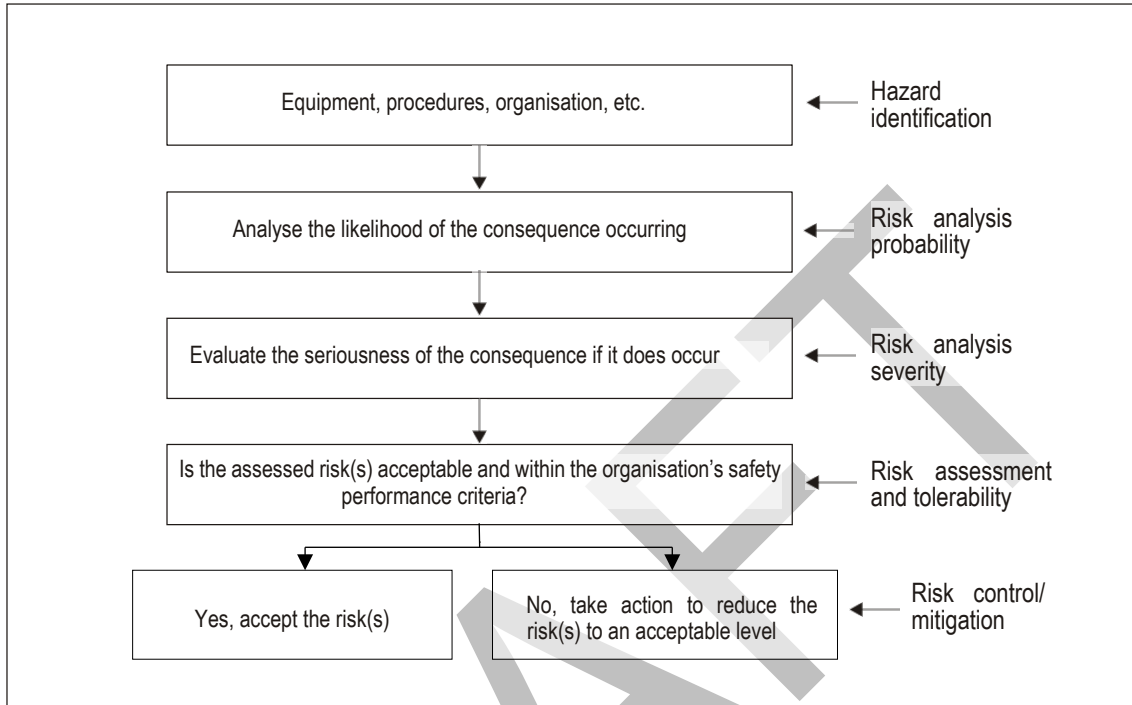 Equipment, procedures, organisation, etc.
Hazard
identification
Analyse the likelihood of the consequence occurring
Risk analysis
probability
Evaluate the seriousness of the consequence if it does occur
Risk analysis
severity
Is the assessed risk(s) acceptable and within the organisation's safety
performance criteria?
Risk assessment
and tolerability
Yes, accept the risk(s)
No, take action to reduce the
risk(s) to an acceptable level
Risk control/
mitigation
AFT